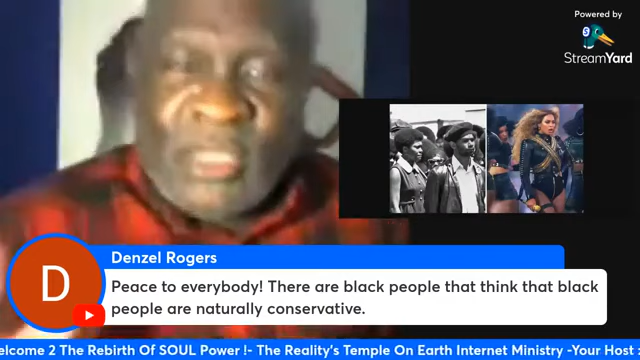 Powered by
StreamYard
Denzel Rogers
D
Peace to everybody! There are black people that think that black
people are naturally conservative.
elcome 2 The Rebirth Of SOUL Power !- The Reality's Temple On Earth Internet Ministry -Your Host